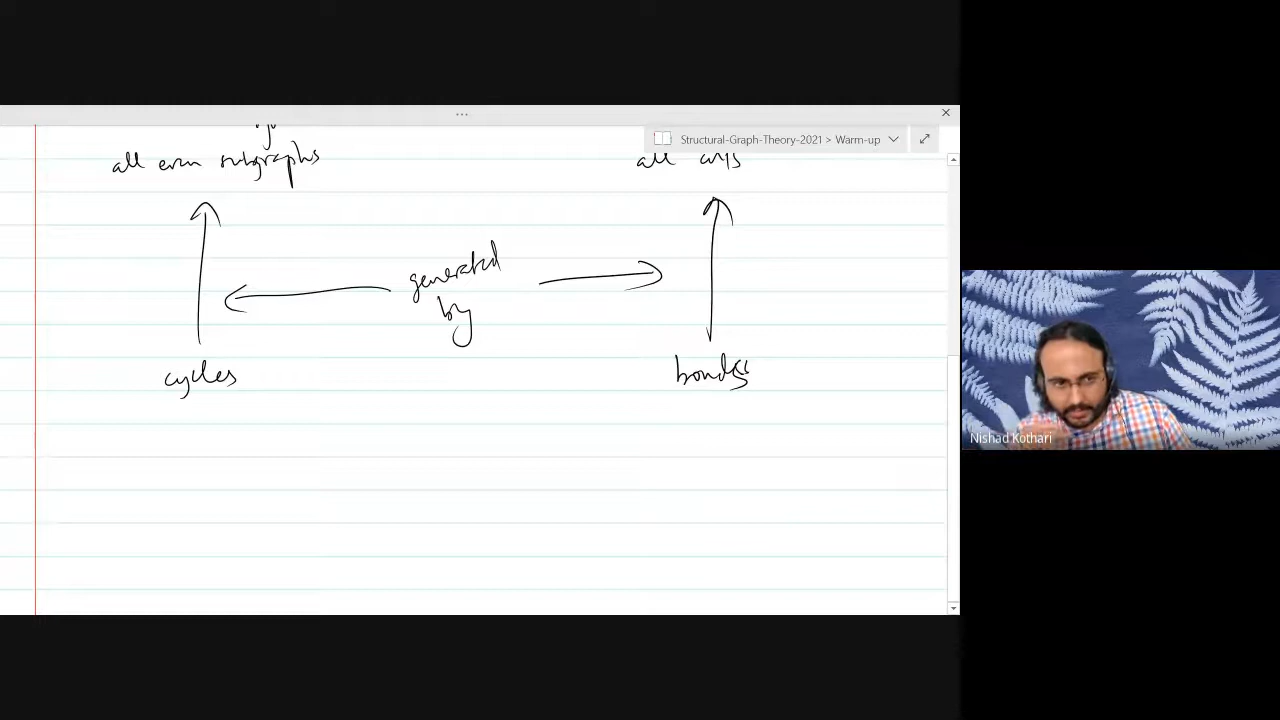 Structural-Graph-Theory-2021 > Warm-up
all even subgraphs
all cuts
generated
by
cycles
bonds
Nishad Kothari